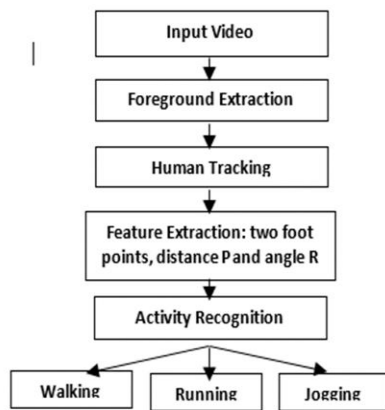 Input Video
Foreground Extraction
Human Tracking
Feature Extraction: two foot
points, distance P and angle R
Activity Recognition
Walking
Running
Jogging